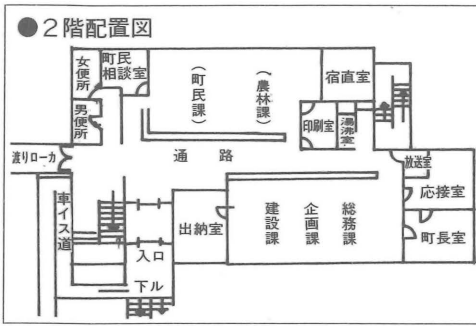 ●2階配置図
女便所
町民相談室
(町民課)
(農林課)
宿直室
男便所
印刷室
湯沸室
渡りローカ
通路
放送室
車イス道
出納室
建設課
企画課
総務課
応接室
町長室
入口
下ル